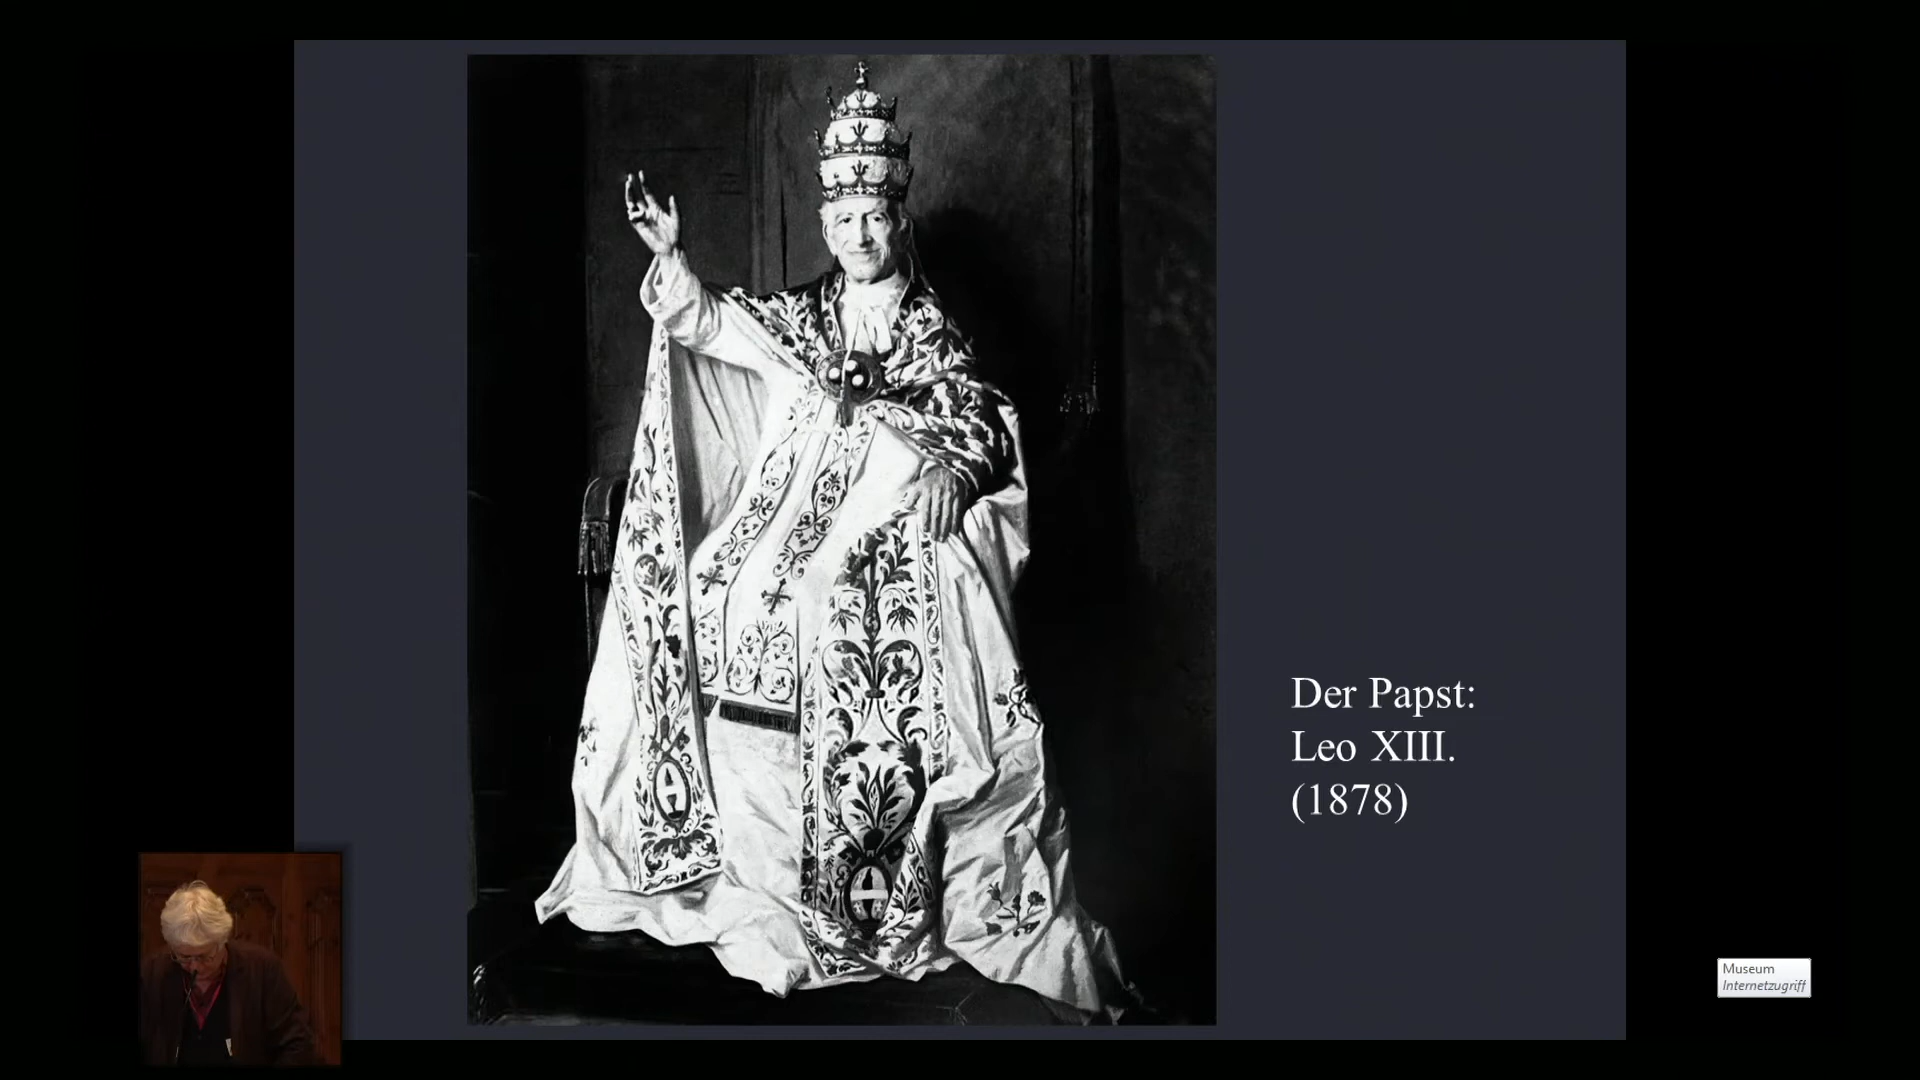 Der Papst:
Leo XIII.
(1878)
Museum
Internetzugriff